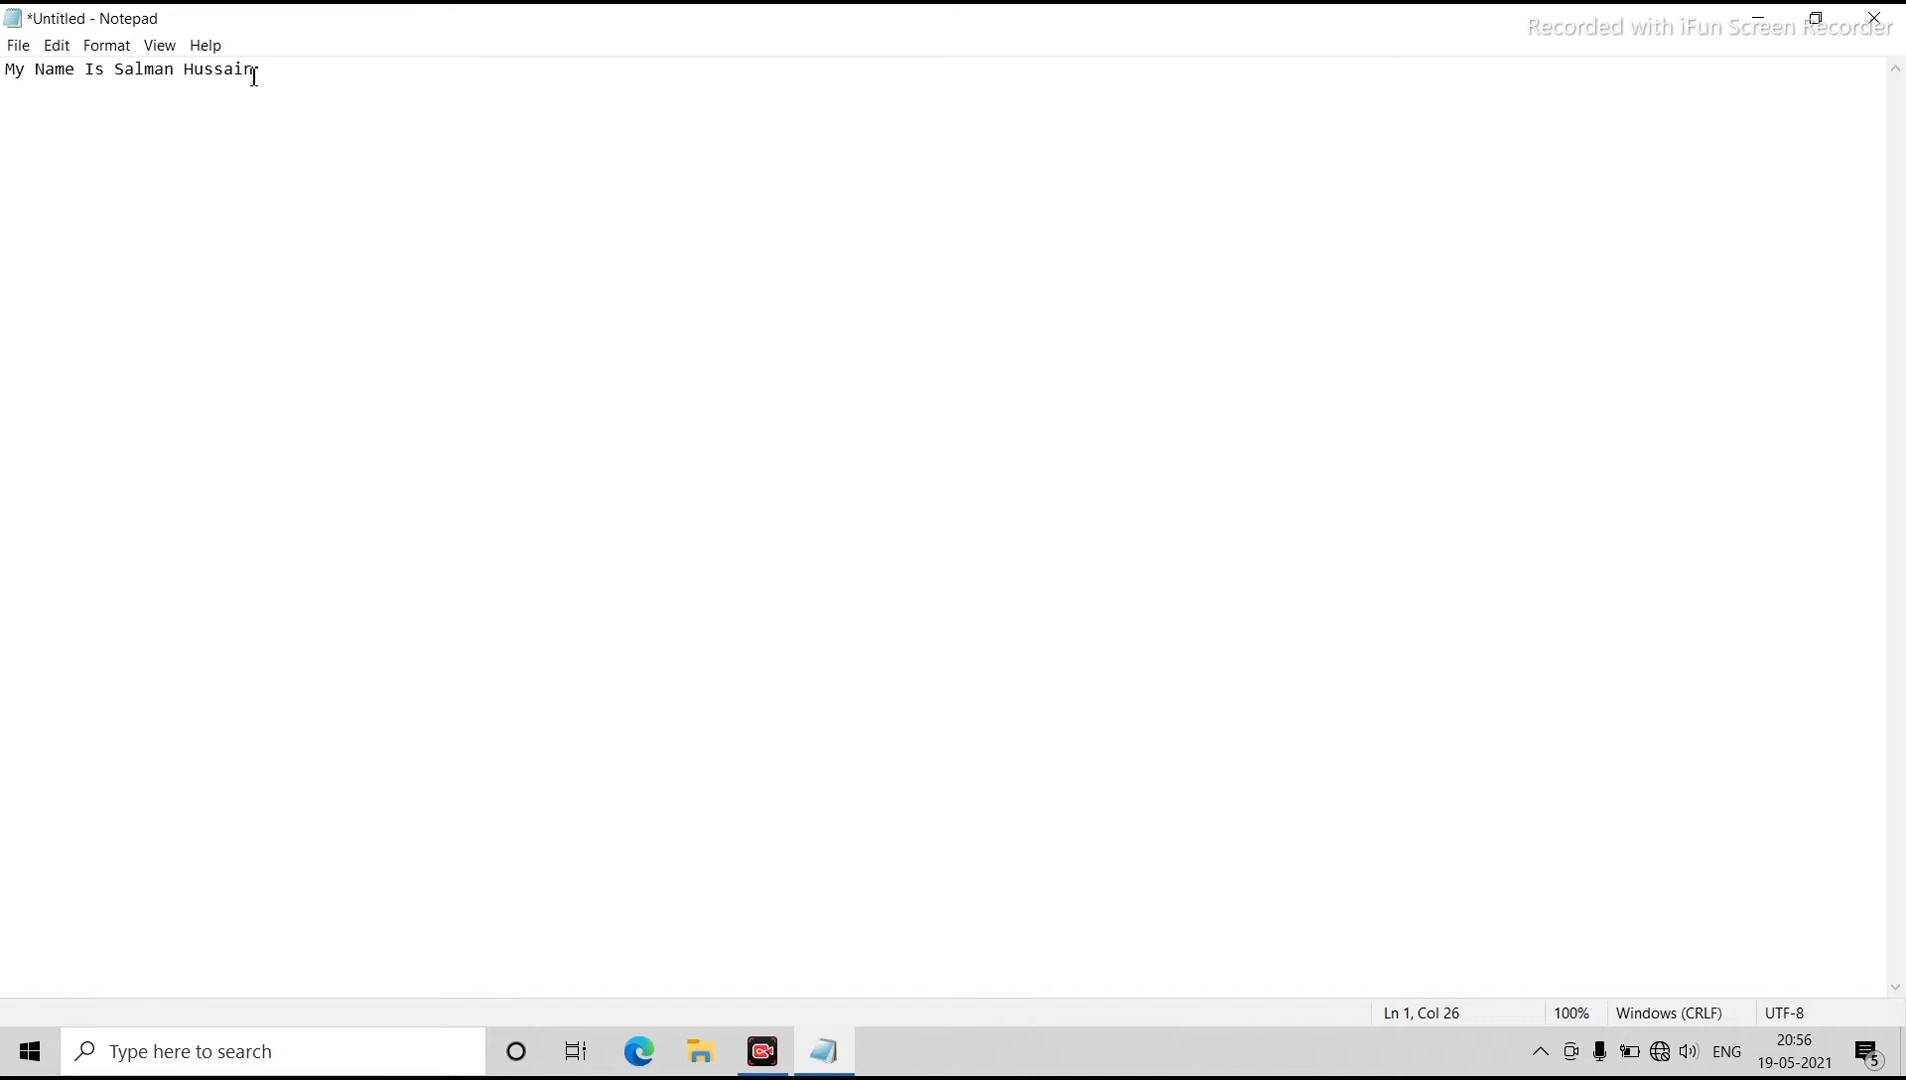 *Untitled - Notepad
Recorded with iFun Screen Recorder
File Edit Format View Help
My Name Is Salman Hussain
Ln 1, Col 26 100% Windows (CRLF) UTF-8
Type here to search
ENG
20:56
19-05-2021
5